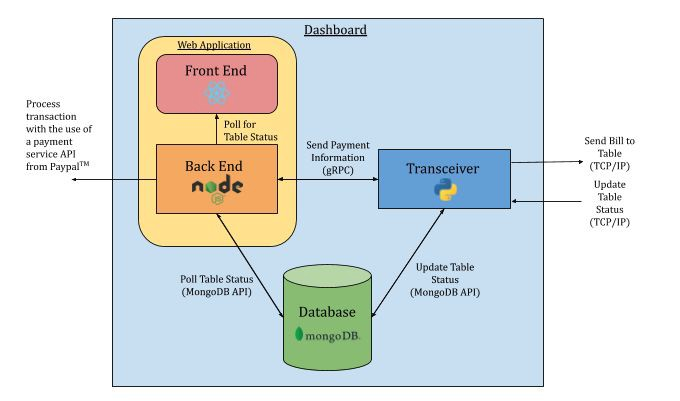 Dashboard
Web Application
Front End
Process
transaction
with the use of
a payment
service API
from Paypal™
Poll for
Table Status
Back End
node
JS
Send Payment
Information
(gRPC)
Transceiver
Send Bill to
Table
(TCP/IP)
Update
Table
Status
(TCP/IP)
Poll Table Status
(MongoDB API)
Update Table
Status
(MongoDB API)
Database
mongoDB.